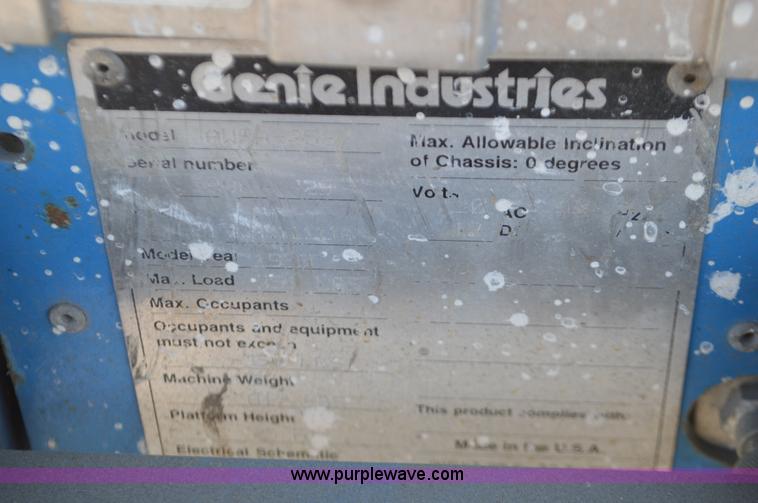 Genie Industries
Model
Max. Allowable Inclination
of Chassis: 0 degrees
Serial number
Volts
AC
Model Year
Max. Load
Max. Occupants
Occupants and equipment
must not exceed
Machine Weight
Platform Height
This product complies with:
Electrical Schematic
Made in the U.S.A.
www.purplewave.com